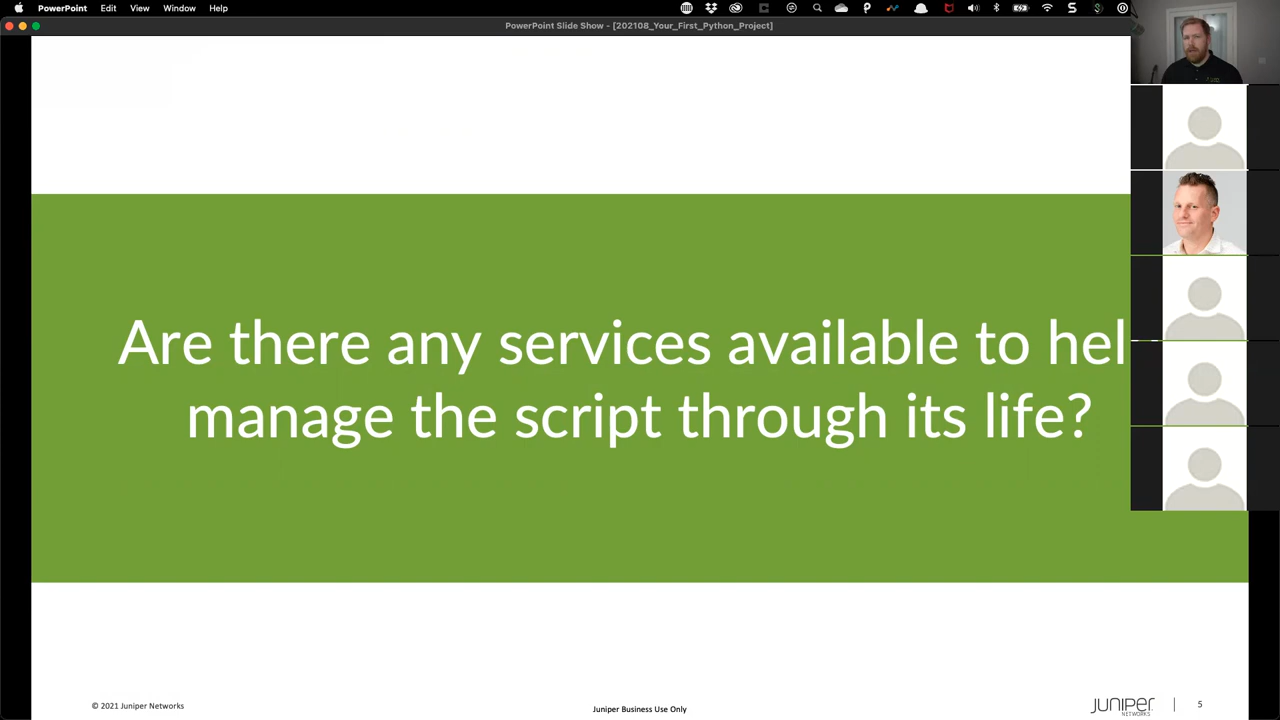 PowerPoint Edit View Window Help
PowerPoint Slide Show - [202108_Your_First_Python_Project]
Are there any services available to hel
manage the script through its life?
© 2021 Juniper Networks
Juniper Business Use Only
JUNIPER
NETWORKS
5